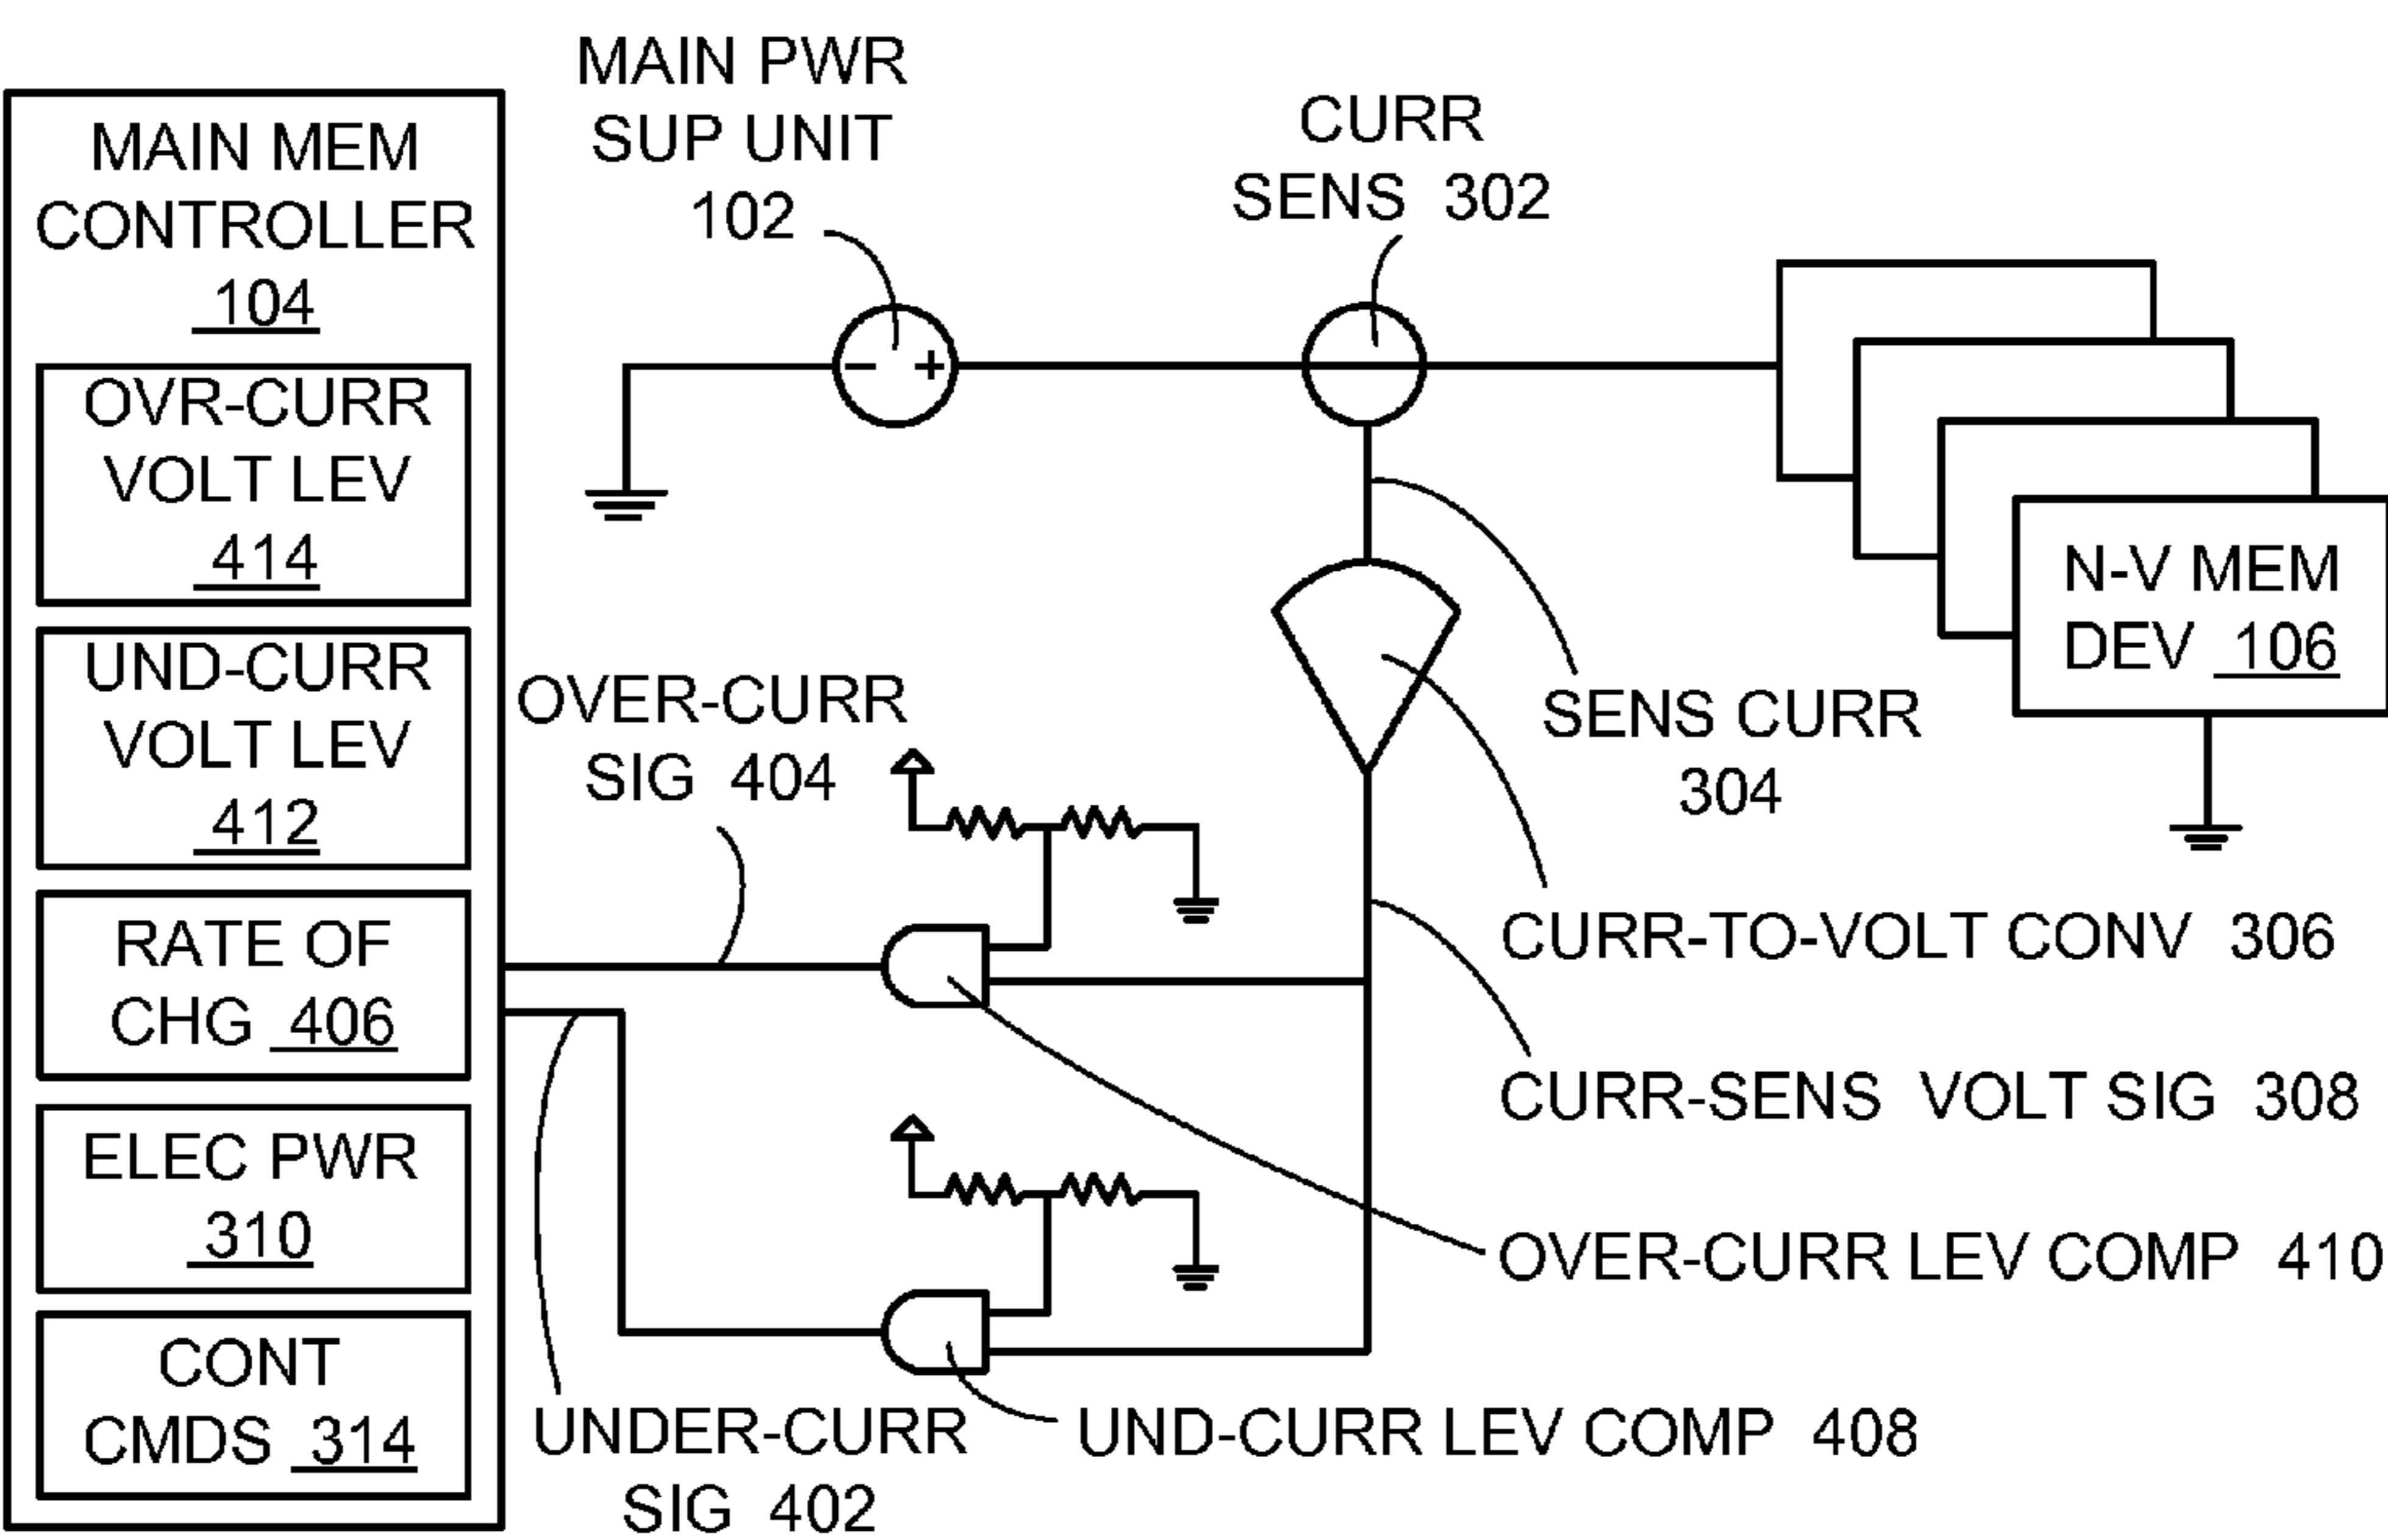 MAIN MEM
CONTROLLER
104
OVR-CURR
VOLT LEV
414
UND-CURR
VOLT LEV
412
RATE OF
CHG 406
ELEC PWR
310
CONT
CMDS 314
MAIN PWR
SUP UNIT
102
- +
CURR
SENS 302
N-V MEM
DEV 106
SENS CURR
304
OVER-CURR
SIG 404
CURR-TO-VOLT CONV 306
CURR-SENS VOLT SIG 308
OVER-CURR LEV COMP 410
UND-CURR LEV COMP 408
UNDER-CURR
SIG 402